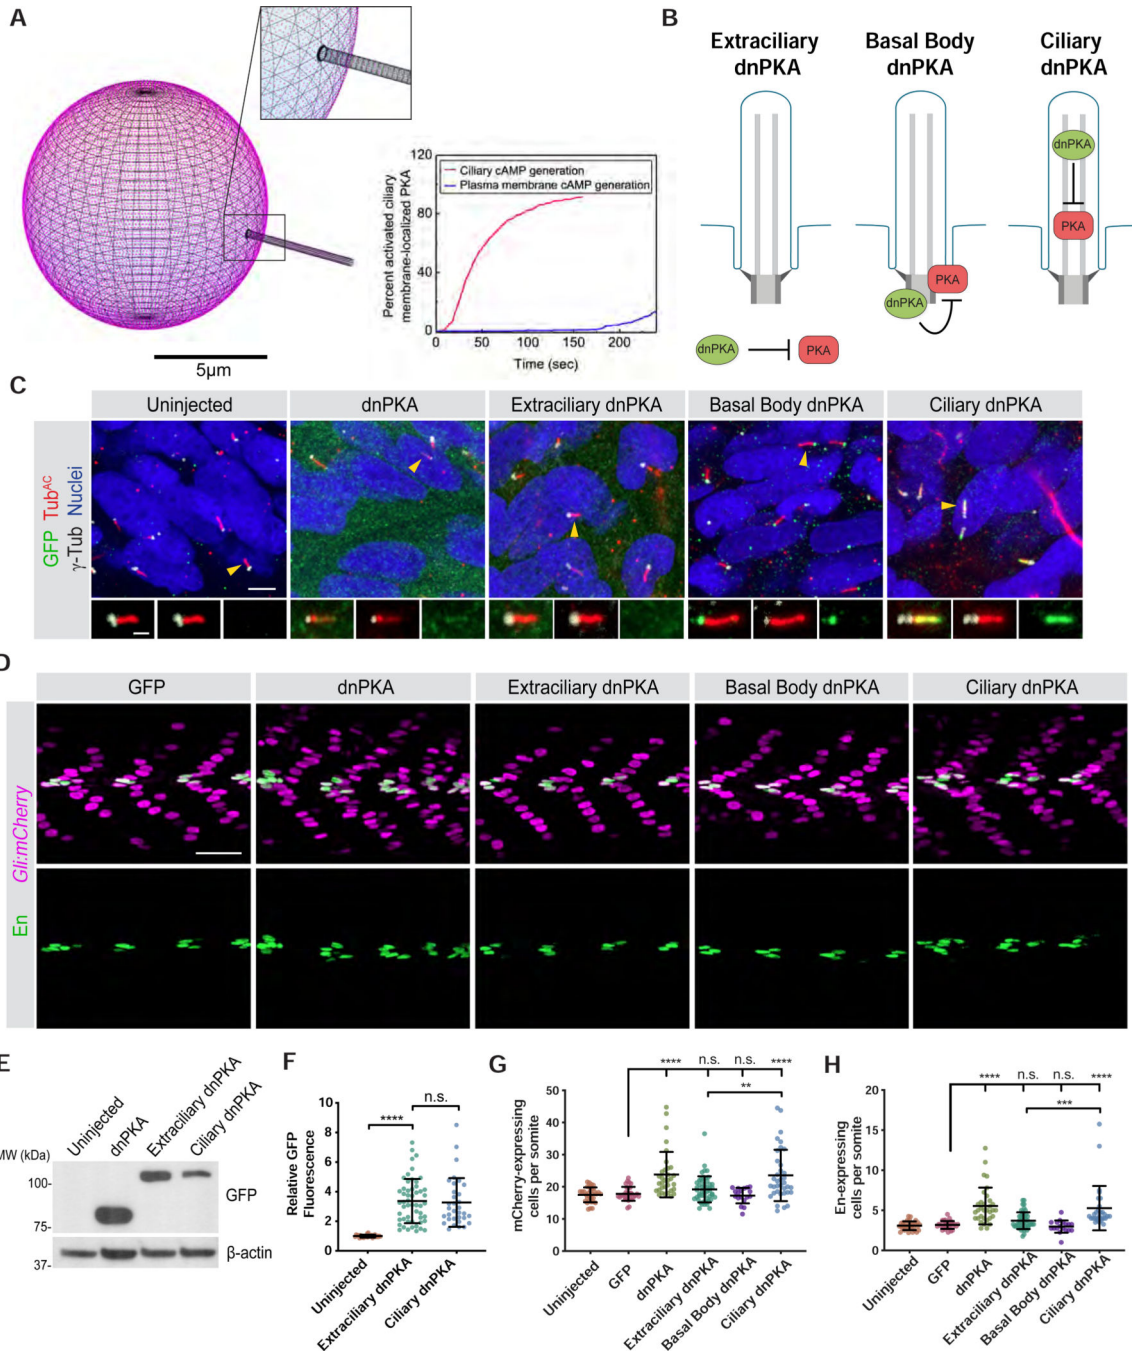 A
5μm
120
80
40
0
Percent activated ciliary
membrane-localized PKA
Ciliary cAMP generation
Plasma membrane cAMP generation
0 50 100 150 200
Time (sec)
B
Extraciliary
dnPKA
Basal Body
dnPKA
Ciliary
dnPKA
dnPKA
PKA
PKA
dnPKA
dnPKA
PKA
C
Uninjected dnPKA Extraciliary dnPKA Basal Body dnPKA Ciliary dnPKA
GFP TubAC
γ-Tub Nuclei
D
GFP dnPKA Extraciliary dnPKA Basal Body dnPKA Ciliary dnPKA
Gli:mCherry
En
E
Uninjected
dnPKA
Extraciliary dnPKA
Ciliary dnPKA
MW (kDa)
100-
75-
37-
GFP
β-actin
F
Relative GFP
Fluorescence
10
8
6
4
2
0
****
n.s.
Uninjected
Extraciliary dnPKA
Ciliary dnPKA
G
mCherry-expressing
cells per somite
50
40
30
20
10
0
**** n.s. n.s. ****
**
Uninjected
GFP
dnPKA
Extraciliary dnPKA
Basal Body dnPKA
Ciliary dnPKA
H
En-expressing
cells per somite
20
15
10
5
0
**** n.s. n.s. ****
***
Uninjected
GFP
dnPKA
Extraciliary dnPKA
Basal Body dnPKA
Ciliary dnPKA